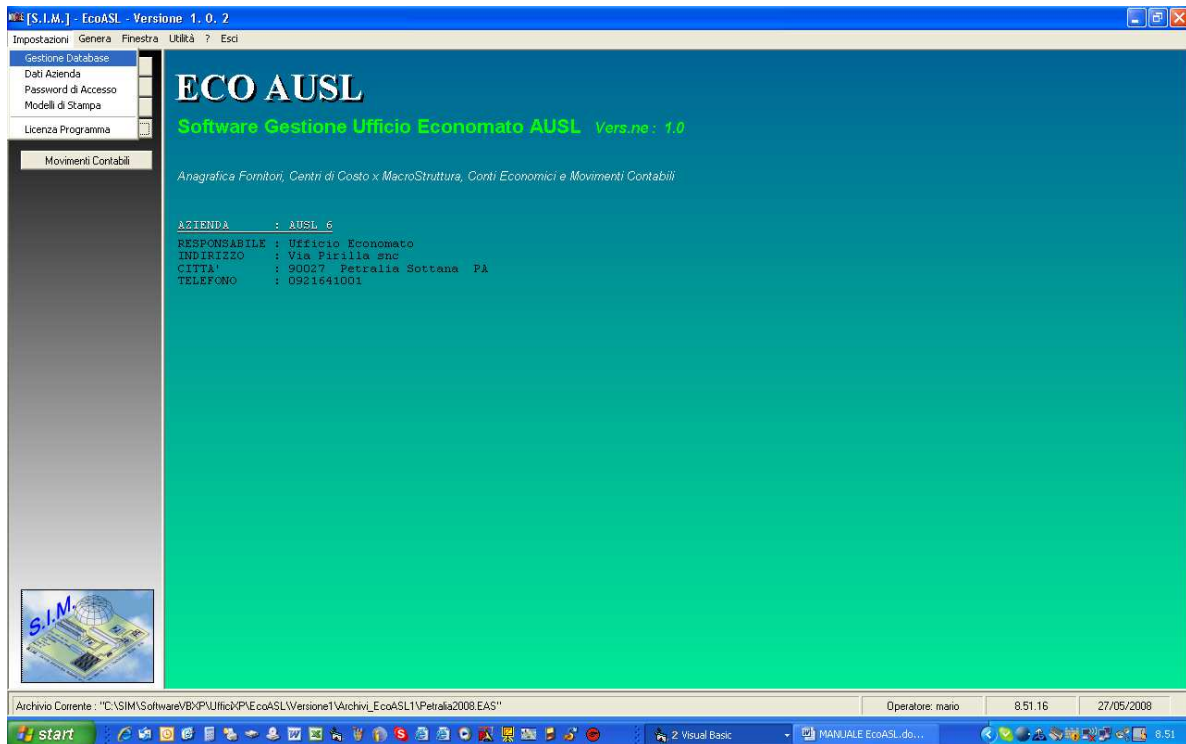 [S.I.M.] - EcoASL - Versione 1. 0. 2
Impostazioni Genera Finestra Utilità ? Esci
Gestione Database
Dati Azienda
Password di Accesso
Modelli di Stampa
Licenza Programma
Movimenti Contabili
ECO AUSL
Software Gestione Ufficio Economato AUSL Vers.ne : 1.0
Anagrafica Fornitori, Centri di Costo x MacroStruttura, Conti Economici e Movimenti Contabili
AZIENDA : AUSL 6
RESPONSABILE : Ufficio Economato
INDIRIZZO : Via Pirilla snc
CITTA' : 90027 Petralia Sottana PA
TELEFONO : 0921641001
S.I.M.
Archivio Corrente : "C:\SIM\SoftwareVBXP\UfficiXP\EcoASL\Versione1\Archivi_EcoASL1\Petralia2008.EAS"
Operatore: mario
8.51.16
27/05/2008
start
2 Visual Basic
MANUALE EcoASL.do...
8.51